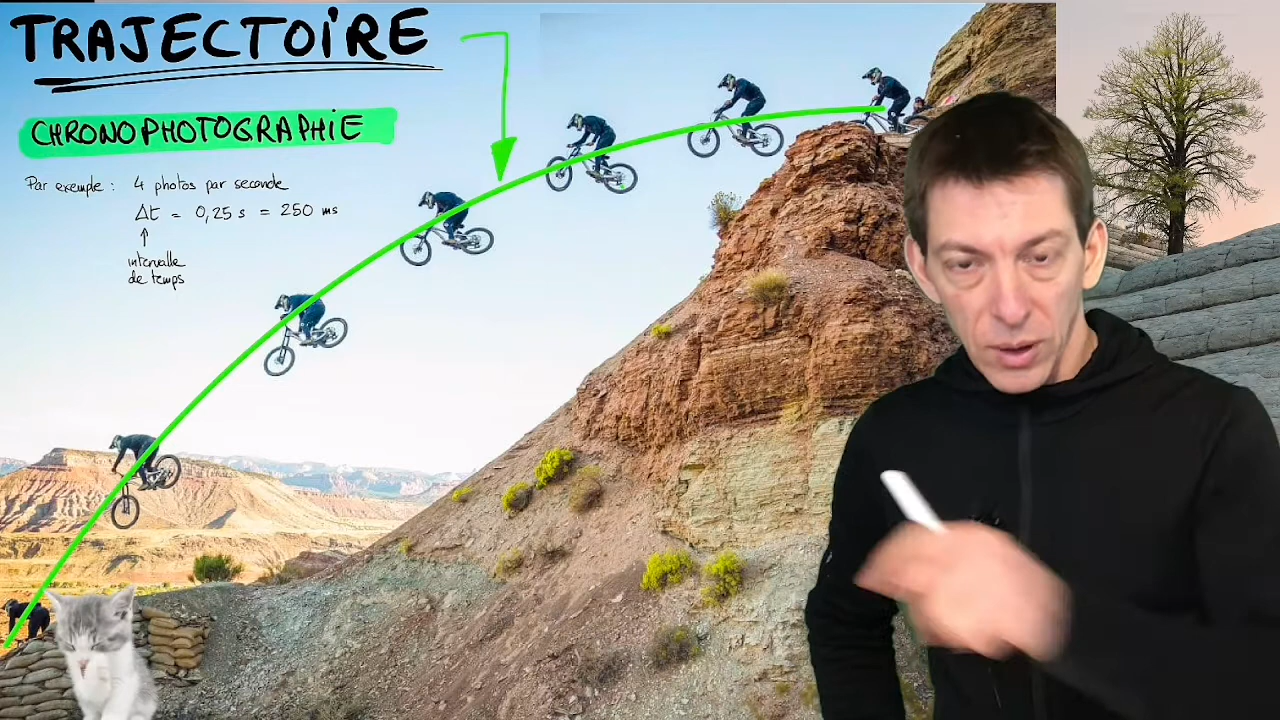 TRAJECTOIRE
CHRONOPHOTOGRAPHIE
Par exemple : 4 photos par seconde
Δt = 0,25 s = 250 ms
↑
intervalle
de temps